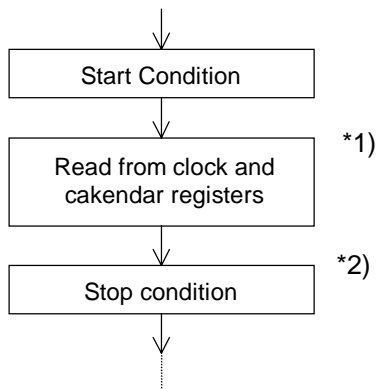 Start Condition
*1)
Read from clock and
cakendar registers
*2)
Stop condition